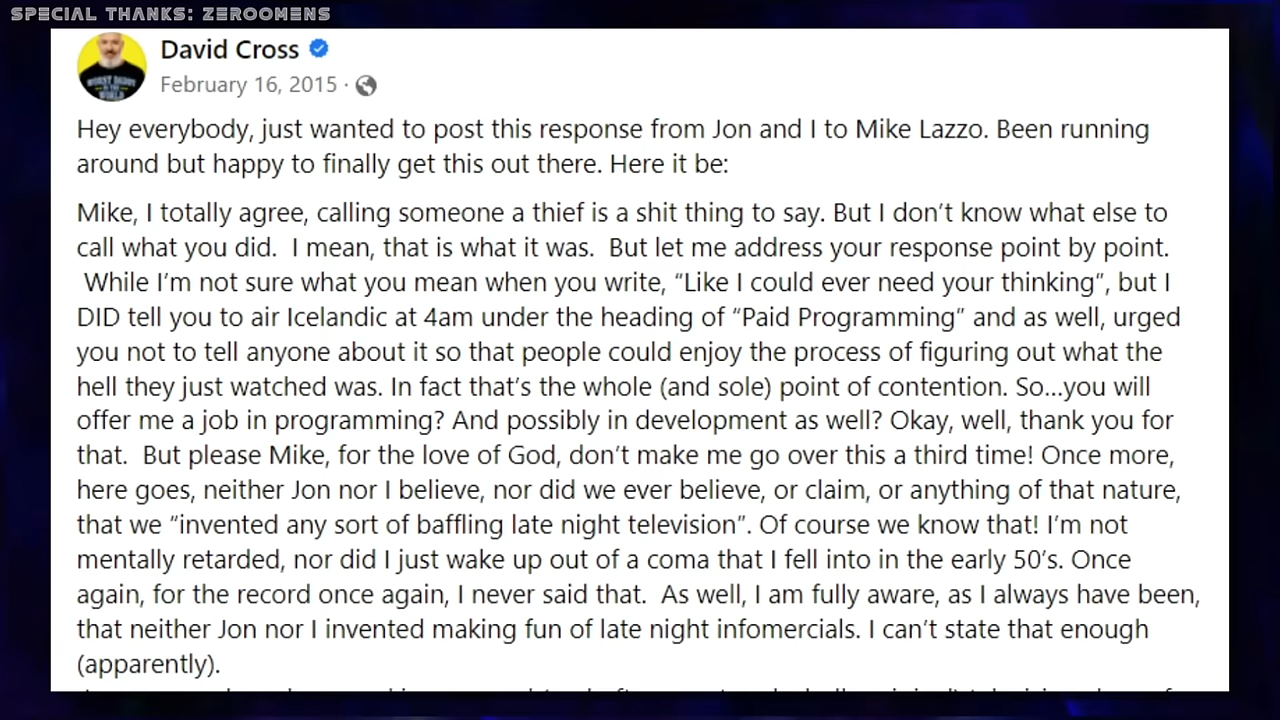 SPECIAL THANKS: ZEROOMENS
David Cross
February 16, 2015 ·
Hey everybody, just wanted to post this response from Jon and I to Mike Lazzo. Been running
around but happy to finally get this out there. Here it be:
Mike, I totally agree, calling someone a thief is a shit thing to say. But I don’t know what else to
call what you did.  I mean, that is what it was.  But let me address your response point by point.
While I’m not sure what you mean when you write, “Like I could ever need your thinking”, but I
DID tell you to air Icelandic at 4am under the heading of “Paid Programming” and as well, urged
you not to tell anyone about it so that people could enjoy the process of figuring out what the
hell they just watched was. In fact that’s the whole (and sole) point of contention. So...you will
offer me a job in programming? And possibly in development as well? Okay, well, thank you for
that.  But please Mike, for the love of God, don’t make me go over this a third time! Once more,
here goes, neither Jon nor I believe, nor did we ever believe, or claim, or anything of that nature,
that we “invented any sort of baffling late night television”. Of course we know that! I’m not
mentally retarded, nor did I just wake up out of a coma that I fell into in the early 50’s. Once
again, for the record once again, I never said that.  As well, I am fully aware, as I always have been,
that neither Jon nor I invented making fun of late night infomercials. I can’t state that enough
(apparently).